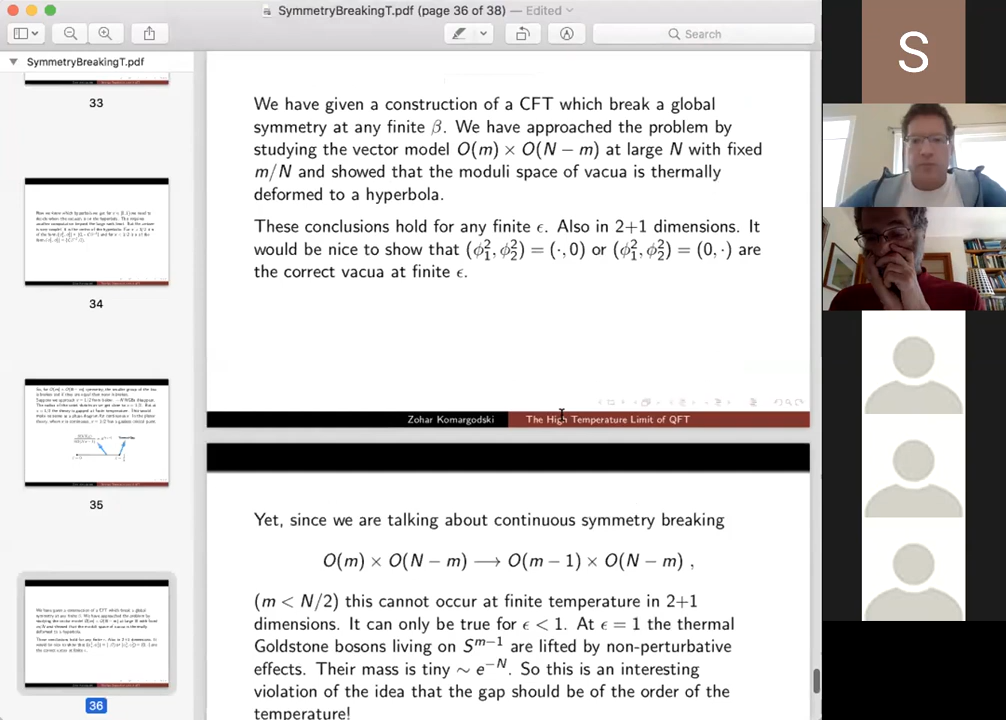 SymmetryBreakingT.pdf (page 36 of 38) — Edited
Search
SymmetryBreakingT.pdf
33
34
35
36
We have given a construction of a CFT which break a global
symmetry at any finite β. We have approached the problem by
studying the vector model O(m) × O(N − m) at large N with fixed
m/N and showed that the moduli space of vacua is thermally
deformed to a hyperbola.
These conclusions hold for any finite ϵ. Also in 2+1 dimensions. It
would be nice to show that (ϕ₁², ϕ₂²) = (·, 0) or (ϕ₁², ϕ₂²) = (0, ·) are
the correct vacua at finite ϵ.
Zohar Komargodski The High Temperature Limit of QFT
Yet, since we are talking about continuous symmetry breaking
O(m) × O(N − m) ⟶ O(m − 1) × O(N − m) ,
(m < N/2) this cannot occur at finite temperature in 2+1
dimensions. It can only be true for ϵ < 1. At ϵ = 1 the thermal
Goldstone bosons living on Sᵐ⁻¹ are lifted by non-perturbative
effects. Their mass is tiny ∼ e⁻ᴺ. So this is an interesting
violation of the idea that the gap should be of the order of the
temperature!
S